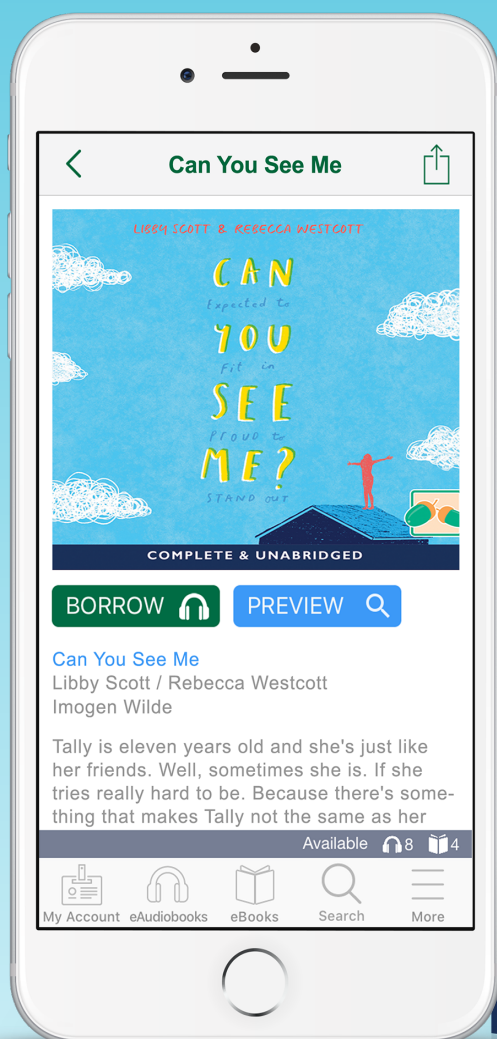 Can You See Me
LIBBY SCOTT & REBECCA WESTCOTT
CAN
Expected to
YOU
Fit in
SEE
PROUD to
ME?
STAND OUT
COMPLETE & UNABRIDGED
BORROW
PREVIEW
Can You See Me
Libby Scott / Rebecca Westcott
Imogen Wilde
Tally is eleven years old and she's just like
her friends. Well, sometimes she is. If she
tries really hard to be. Because there's some-
thing that makes Tally not the same as her
Available 8 4
My Account eAudiobooks eBooks Search More